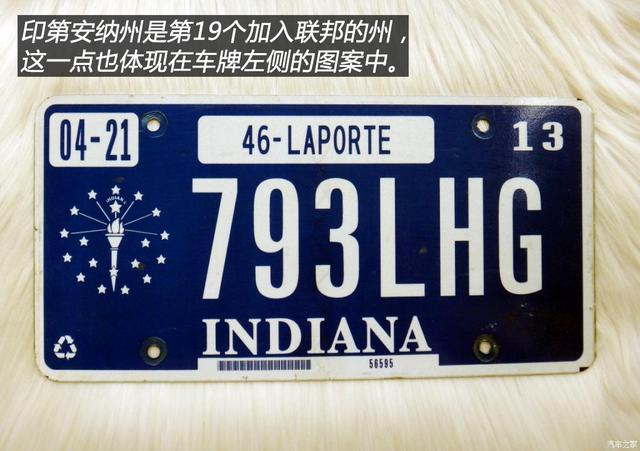 印第安纳州是第19个加入联邦的州，
这一点也体现在车牌左侧的图案中。
04-21
46-LAPORTE
13
INDIANA
793LHG
INDIANA
56595
汽车之家